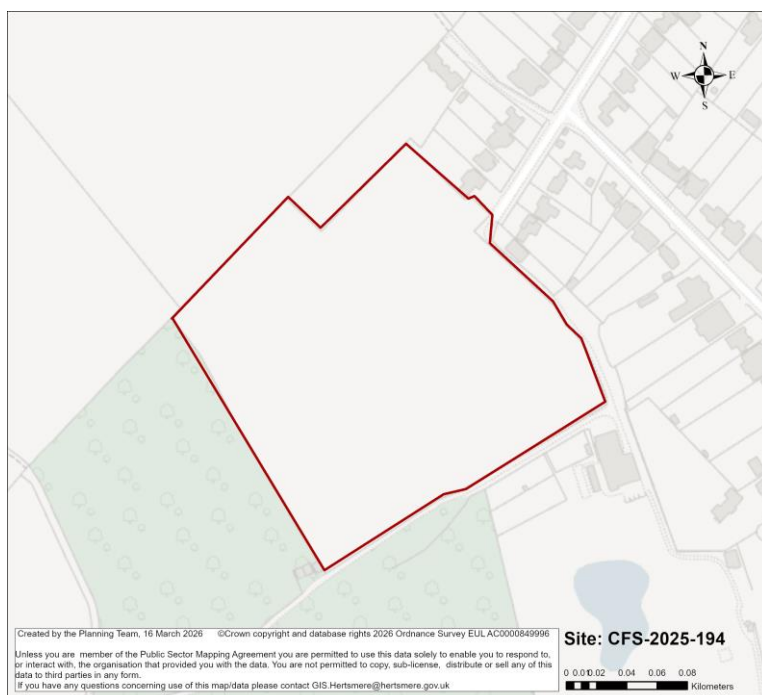 N
W E
S
Created by the Planning Team, 16 March 2026 ©Crown copyright and database rights 2026 Ordnance Survey EUL AC0000849996
Unless you are member of the Public Sector Mapping Agreement you are permitted to use this data solely to enable you to respond to,
or interact with, the organisation that provided you with the data. You are not permitted to copy, sub-license, distribute or sell any of this
data to third parties in any form.
If you have any questions concerning use of this map/data please contact GIS.Hertsmere@hertsmere.gov.uk
Site: CFS-2025-194
0 0.01 0.02 0.04 0.06 0.08
Kilometers